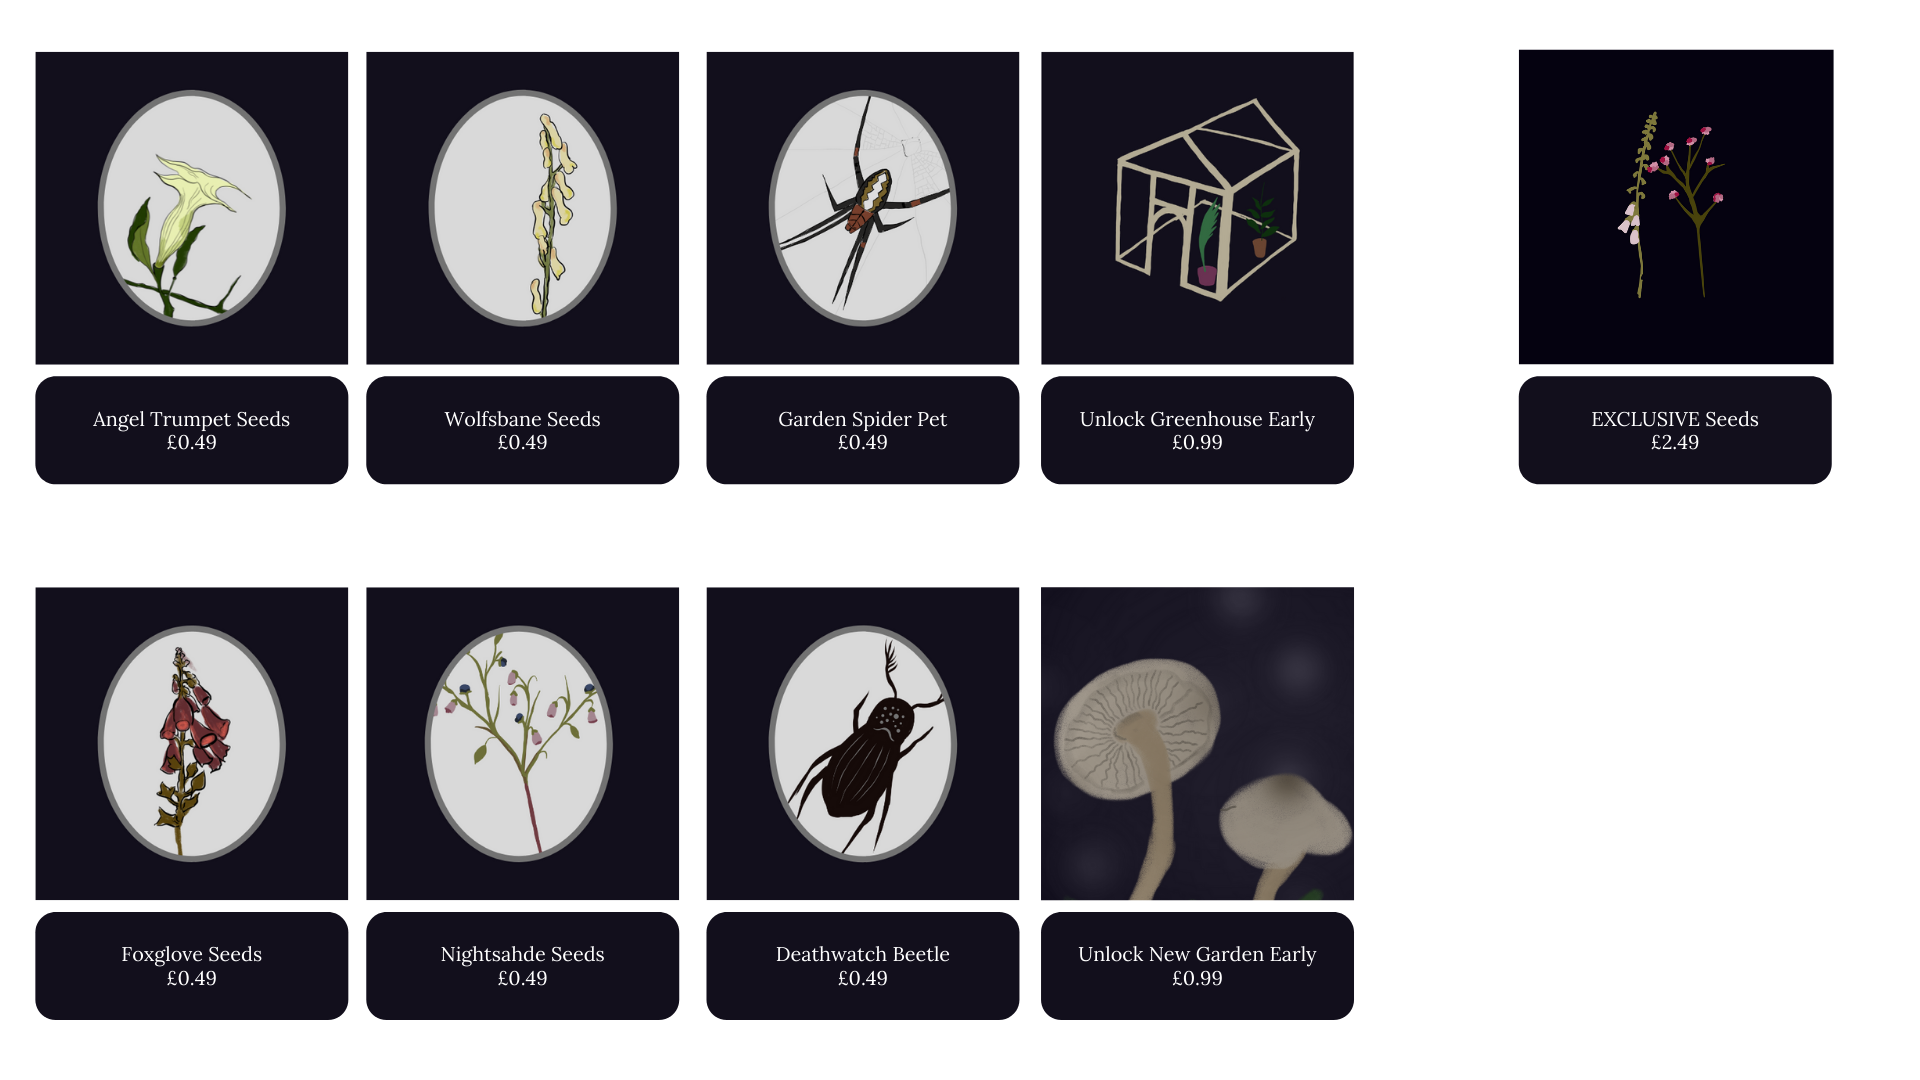 Angel Trumpet Seeds
£0.49
Wolfsbane Seeds
£0.49
Garden Spider Pet
£0.49
Unlock Greenhouse Early
£0.99
EXCLUSIVE Seeds
£2.49
Foxglove Seeds
£0.49
Nightsahde Seeds
£0.49
Deathwatch Beetle
£0.49
Unlock New Garden Early
£0.99